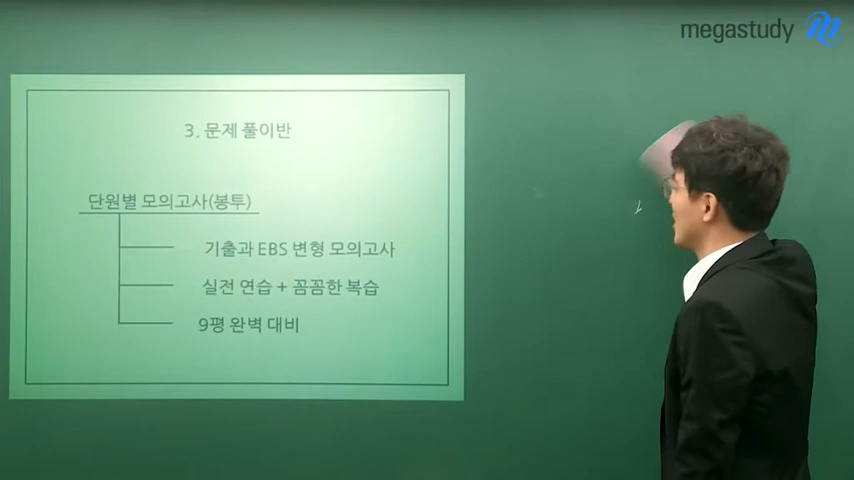 megastudy
3. 문제 풀이반
단원별 모의고사(봉투)
기출과 EBS 변형 모의고사
실전 연습 + 꼼꼼한 복습
9평 완벽 대비